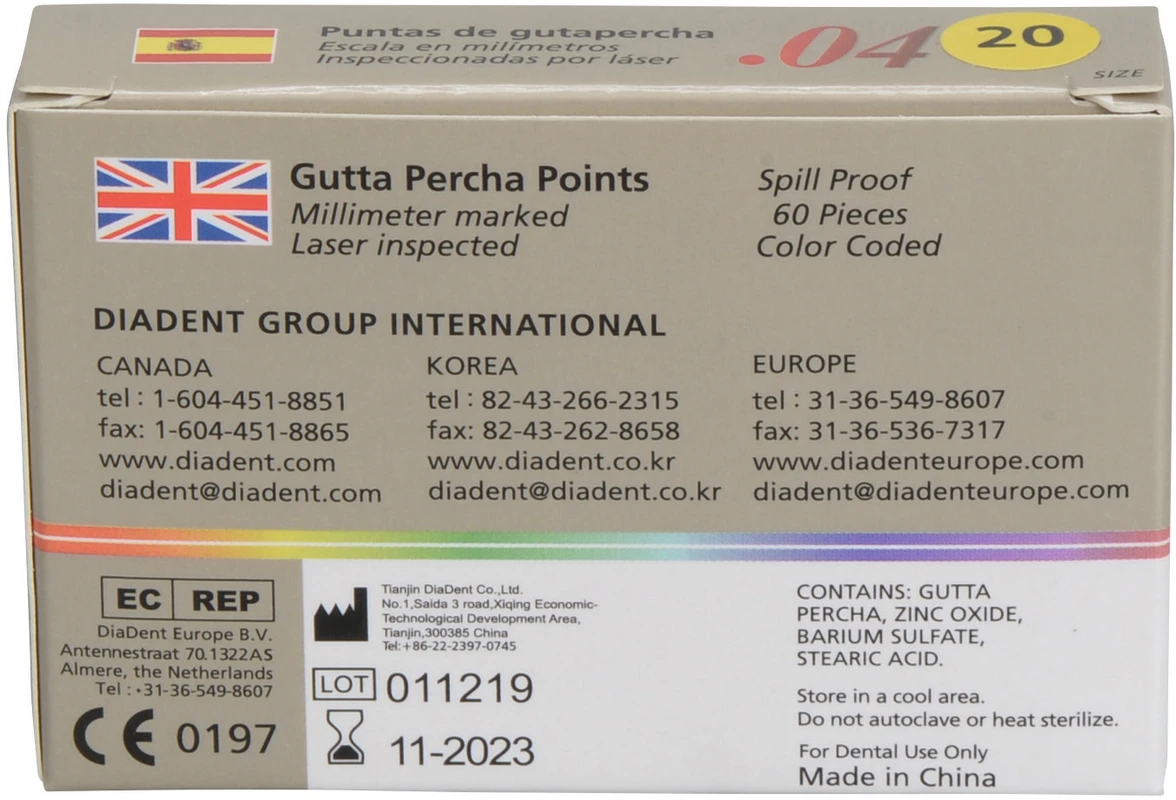 Puntas de gutapercha
Escala en milímetros
Inspeccionadas por láser
.04
20
SIZE
Gutta Percha Points
Millimeter marked
Laser inspected
Spill Proof
60 Pieces
Color Coded
DIADENT GROUP INTERNATIONAL
CANADA
tel : 1-604-451-8851
fax: 1-604-451-8865
www.diadent.com
diadent@diadent.com
KOREA
tel : 82-43-266-2315
fax: 82-43-262-8658
www.diadent.co.kr
diadent@diadent.co.kr
EUROPE
tel : 31-36-549-8607
fax: 31-36-536-7317
www.diadenteurope.com
diadent@diadenteurope.com
EC REP
DiaDent Europe B.V.
Antennestraat 70.1322AS
Almere, the Netherlands
Tel :+31-36-549-8607
CE 0197
Tianjin DiaDent Co.,Ltd.
No.1,Saida 3 road,Xiqing Economic-
Technological Development Area,
Tianjin,300385 China
Tel:+86-22-2397-0745
LOT 011219
11-2023
CONTAINS: GUTTA
PERCHA, ZINC OXIDE,
BARIUM SULFATE,
STEARIC ACID.
Store in a cool area.
Do not autoclave or heat sterilize.
For Dental Use Only
Made in China